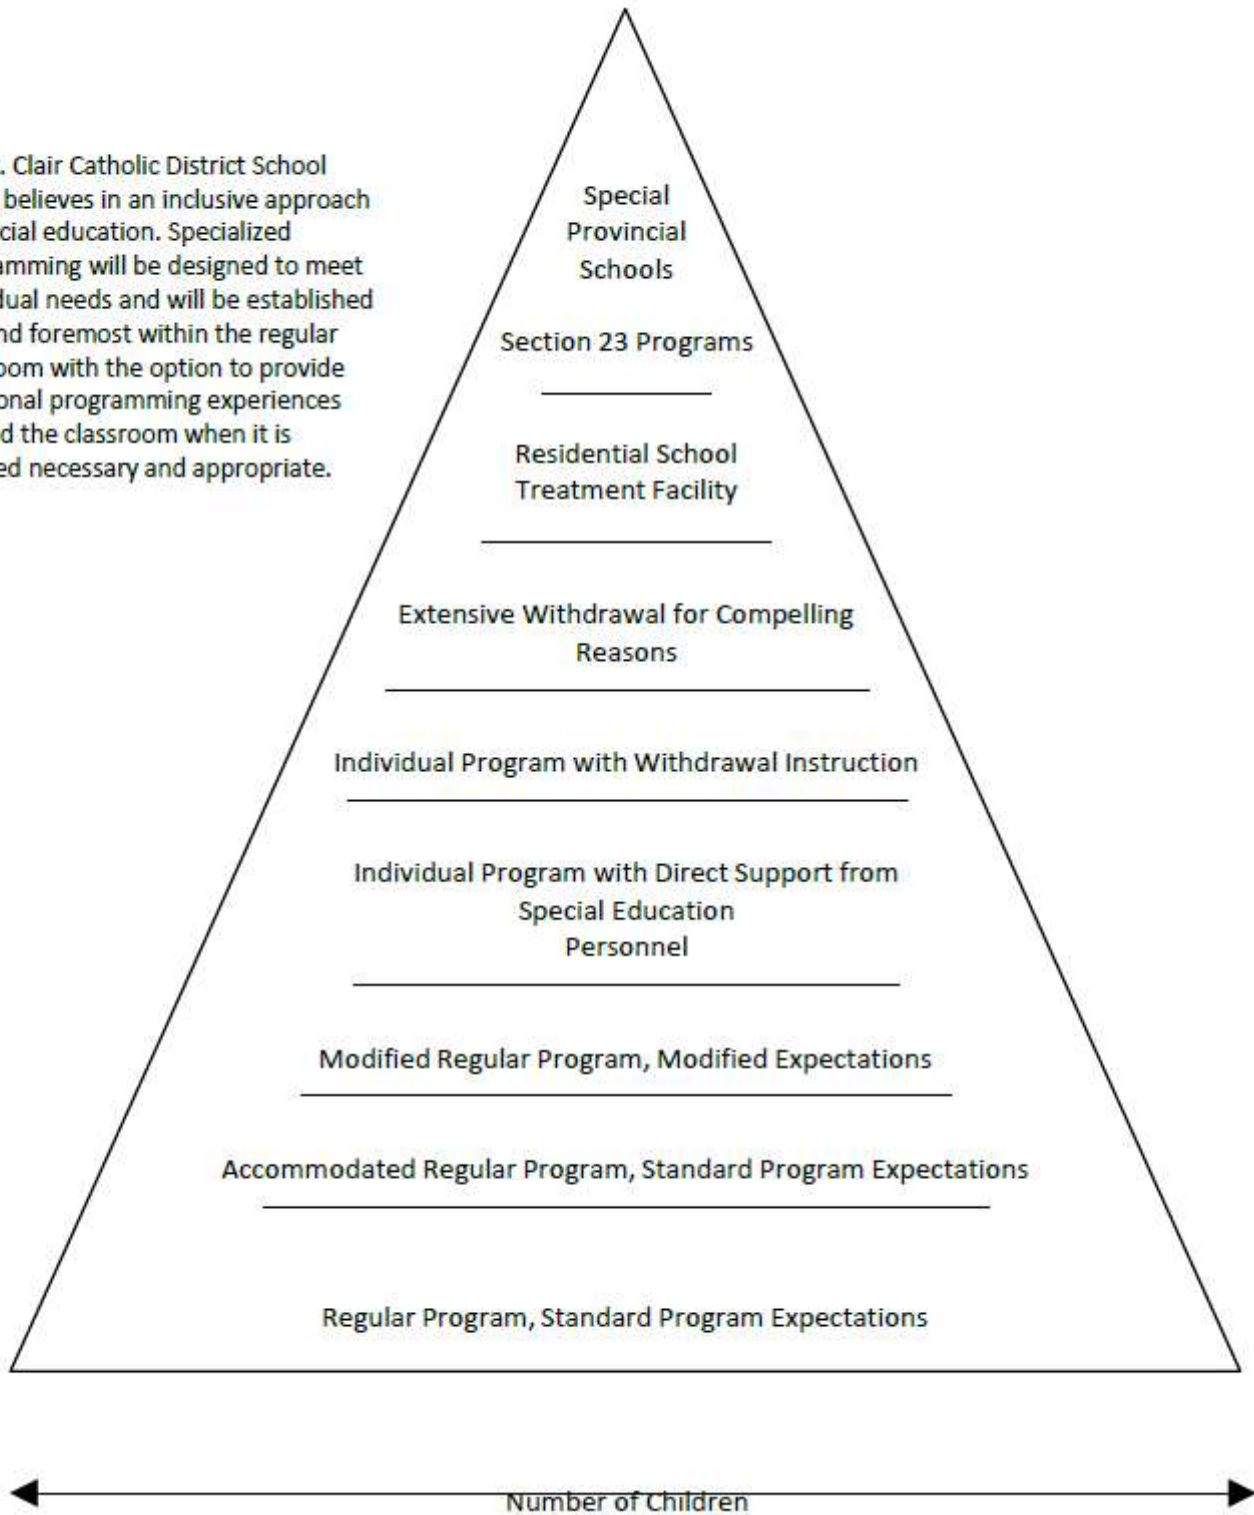 . Clair Catholic District School
believes in an inclusive approach
cial education. Specialized
amming will be designed to meet
dual needs and will be established
nd foremost within the regular
oom with the option to provide
onal programming experiences
d the classroom when it is
ed necessary and appropriate.
Special
Provincial
Schools
Section 23 Programs
Residential School
Treatment Facility
Extensive Withdrawal for Compelling
Reasons
Individual Program with Withdrawal Instruction
Individual Program with Direct Support from
Special Education
Personnel
Modified Regular Program, Modified Expectations
Accommodated Regular Program, Standard Program Expectations
Regular Program, Standard Program Expectations
Number of Children